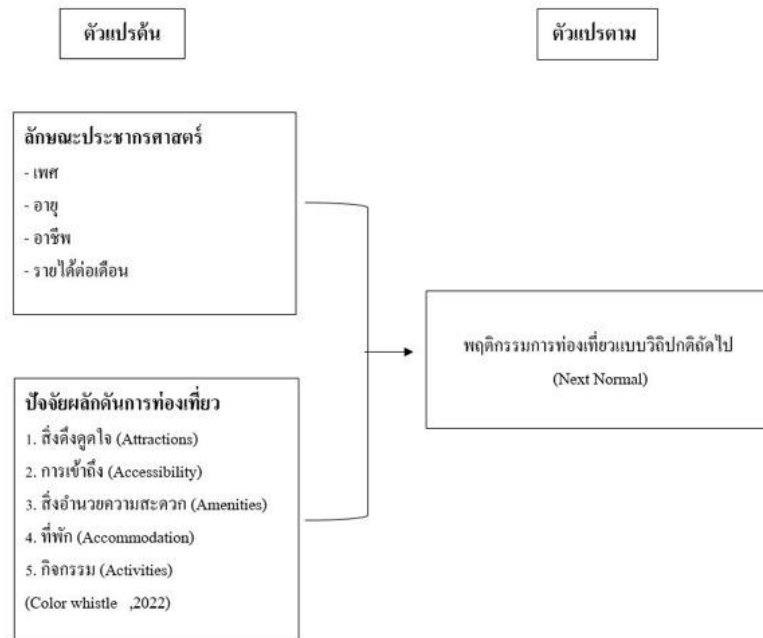 ตัวแปรต้น
ตัวแปรตาม
ลักษณะประชากรศาสตร์
- เพศ
- อายุ
- อาชีพ
- รายได้ต่อเดือน
พฤติกรรมการท่องเที่ยวแบบวิถีปกติถัดไป
(Next Normal)
ปัจจัยผลักดันการท่องเที่ยว
1. สิ่งดึงดูดใจ (Attractions)
2. การเข้าถึง (Accessibility)
3. สิ่งอำนวยความสะดวก (Amenities)
4. ที่พัก (Accommodation)
5. กิจกรรม (Activities)
(Color whistle ,2022)